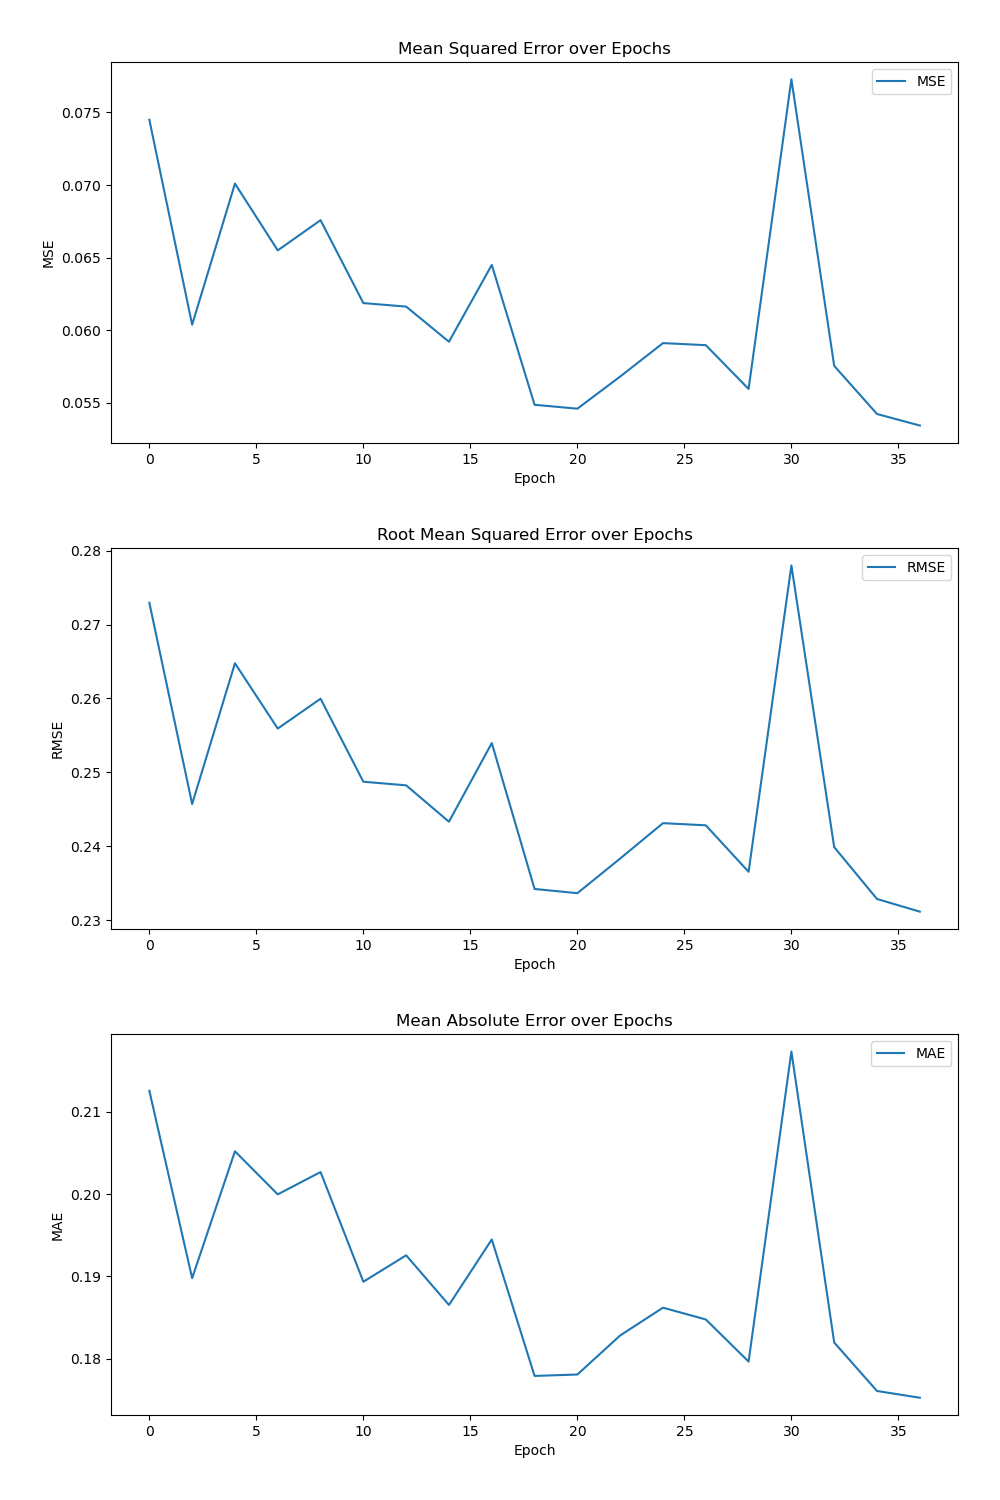 Mean Squared Error over Epochs
MSE
0.075
0.070
0.065
0.060
0.055
MSE
0 5 10 15 20 25 30 35
Epoch
Root Mean Squared Error over Epochs
RMSE
0.28
0.27
0.26
0.25
0.24
0.23
RMSE
0 5 10 15 20 25 30 35
Epoch
Mean Absolute Error over Epochs
MAE
0.21
0.20
0.19
0.18
MAE
0 5 10 15 20 25 30 35
Epoch